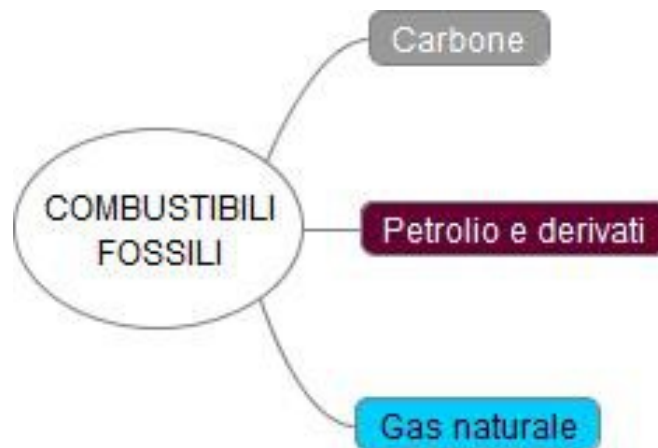 Carbone
COMBUSTIBILI
FOSSILI
Petrolio e derivati
Gas naturale